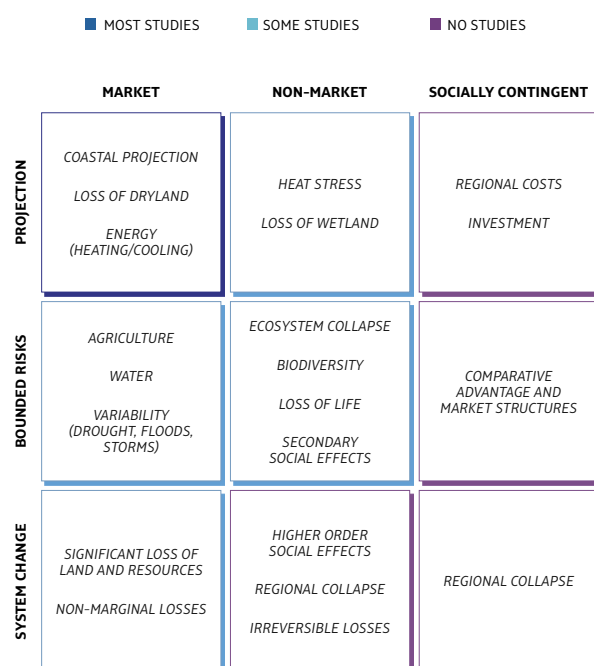 MOST STUDIES
SOME STUDIES
NO STUDIES
MARKET
NON-MARKET
SOCIALLY CONTINGENT
PROJECTION
COASTAL PROJECTION
LOSS OF DRYLAND
ENERGY
(HEATING/COOLING)
HEAT STRESS
LOSS OF WETLAND
REGIONAL COSTS
INVESTMENT
BOUNDED RISKS
AGRICULTURE
WATER
VARIABILITY
(DROUGHT, FLOODS,
STORMS)
ECOSYSTEM COLLAPSE
BIODIVERSITY
LOSS OF LIFE
SECONDARY
SOCIAL EFFECTS
COMPARATIVE
ADVANTAGE AND
MARKET STRUCTURES
SYSTEM CHANGE
SIGNIFICANT LOSS OF
LAND AND RESOURCES
NON-MARGINAL LOSSES
HIGHER ORDER
SOCIAL EFFECTS
REGIONAL COLLAPSE
IRREVERSIBLE LOSSES
REGIONAL COLLAPSE